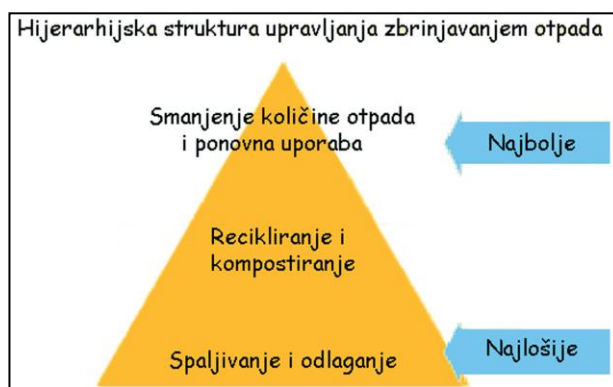 Hijerarhijska struktura upravljanja zbrinjavanjem otpada
Smanjenje količine otpada
i ponovna uporaba
Najbolje
Recikliranje i
kompostiranje
Spaljivanje i odlaganje
Najlošije